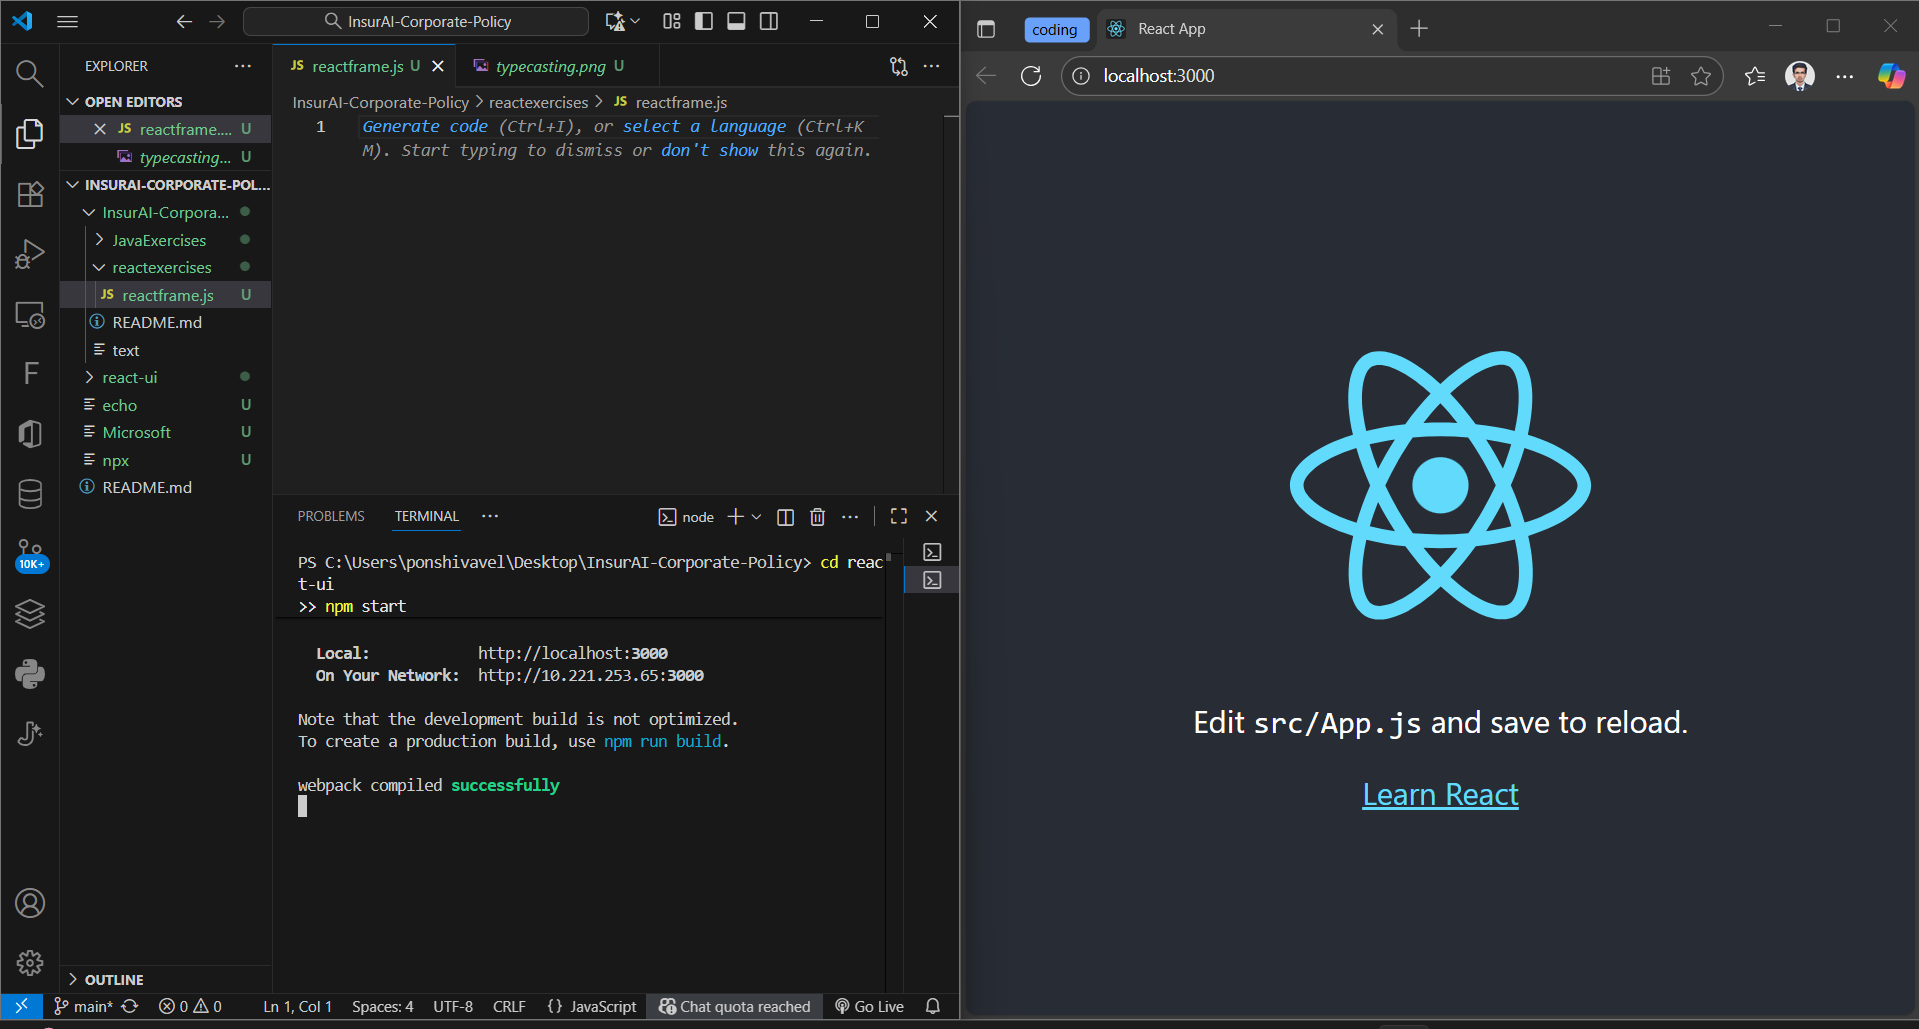 InsurAI-Corporate-Policy
EXPLORER
OPEN EDITORS
reactframe.... U
typecasting... U
INSURAI-CORPORATE-POL...
InsurAI-Corpora...
JavaExercises
reactexercises
JS reactframe.js U
README.md
text
react-ui
echo U
Microsoft U
npx U
README.md
OUTLINE
F
10K+
JS reactframe.js U
typecasting.png U
InsurAI-Corporate-Policy > reactexercises > JS reactframe.js
1 Generate code (Ctrl+I), or select a language (Ctrl+K
M). Start typing to dismiss or don't show this again.
PROBLEMS TERMINAL
node
PS C:\Users\ponshivavel\Desktop\InsurAI-Corporate-Policy> cd reac
t-ui
>> npm start
Local: http://localhost:3000
On Your Network: http://10.221.253.65:3000
Note that the development build is not optimized.
To create a production build, use npm run build.
webpack compiled successfully
main* 0 0 Ln 1, Col 1 Spaces: 4 UTF-8 CRLF {} JavaScript Chat quota reached Go Live
coding React App
localhost:3000
Edit src/App.js and save to reload.
Learn React